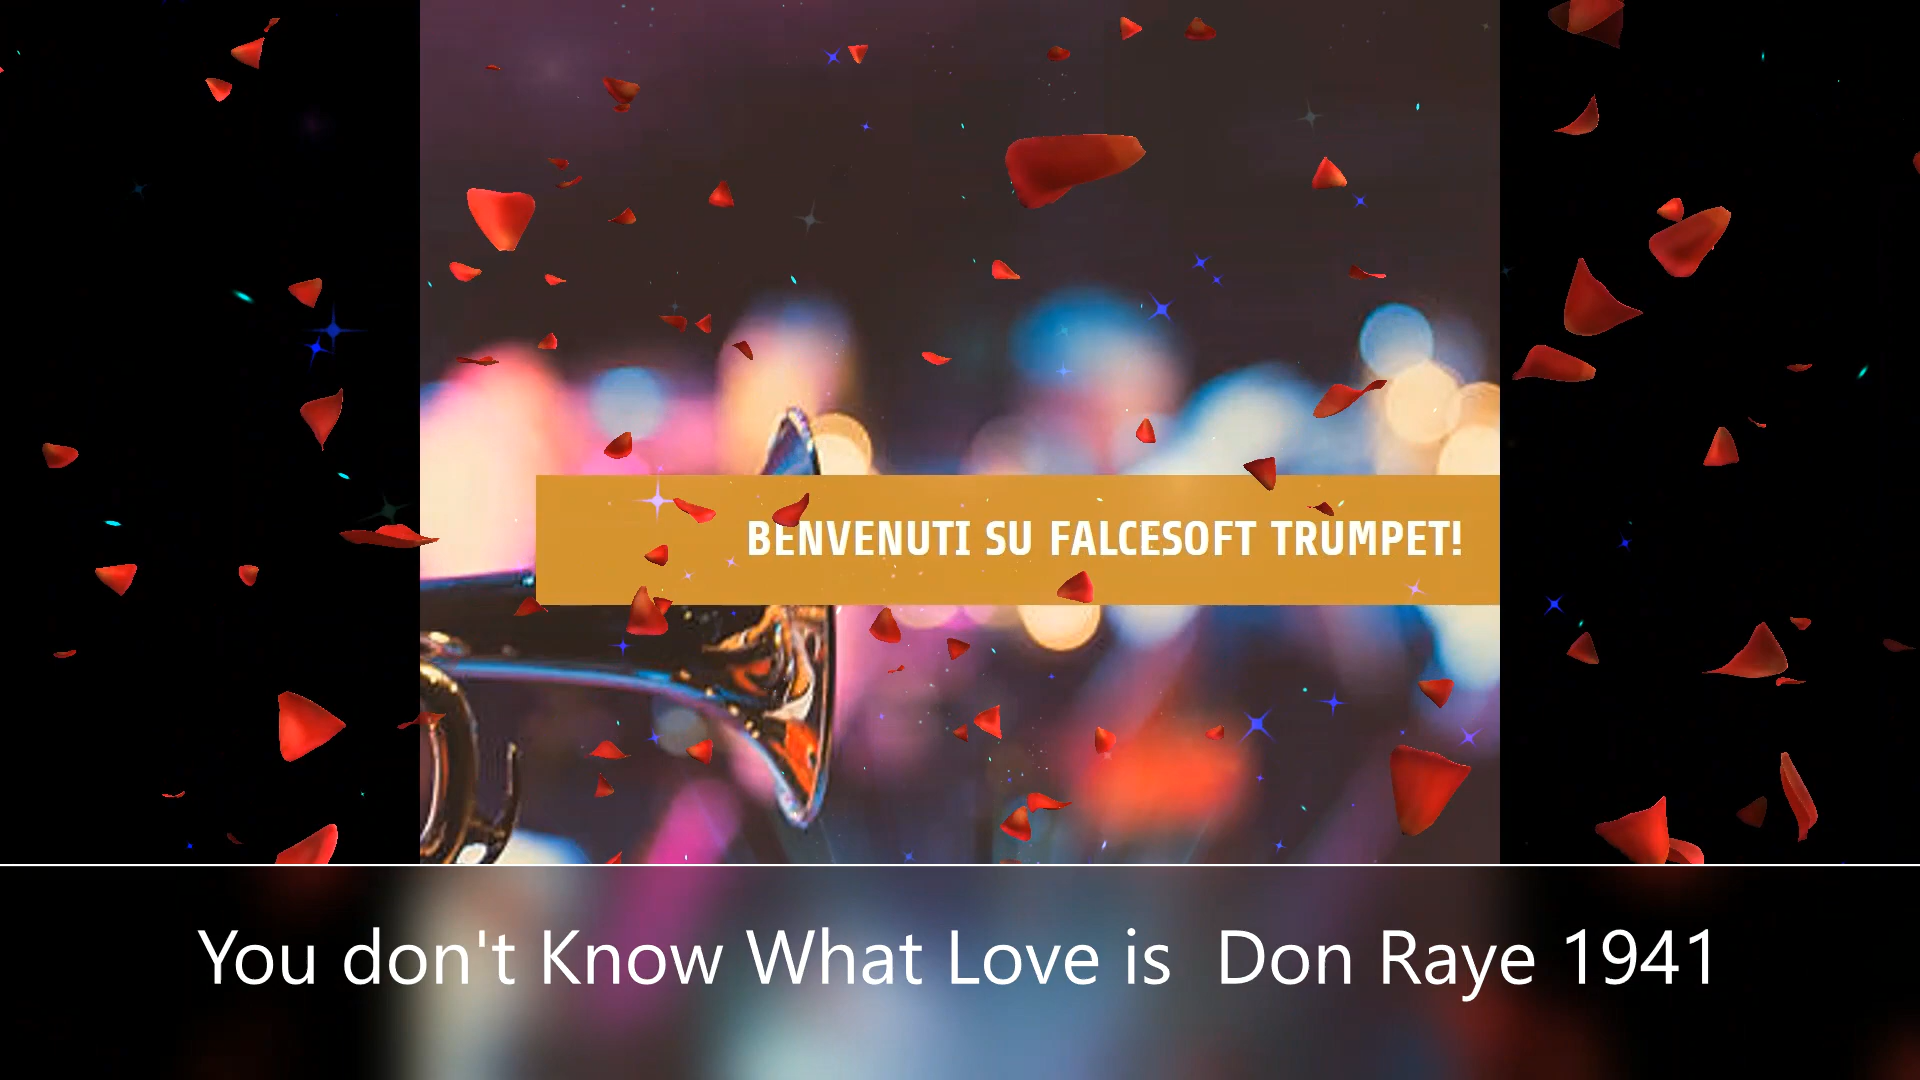 BENVENUTI SU FALCESOFT TRUMPET!
You don't Know What Love is  Don Raye 1941